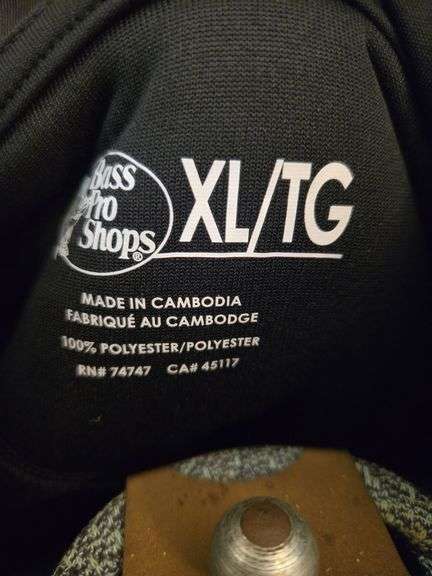 Bass
Pro
Shops®
XL/TG
MADE IN CAMBODIA
FABRIQUÉ AU CAMBODGE
100% POLYESTER/POLYESTER
RN# 74747 CA# 45117